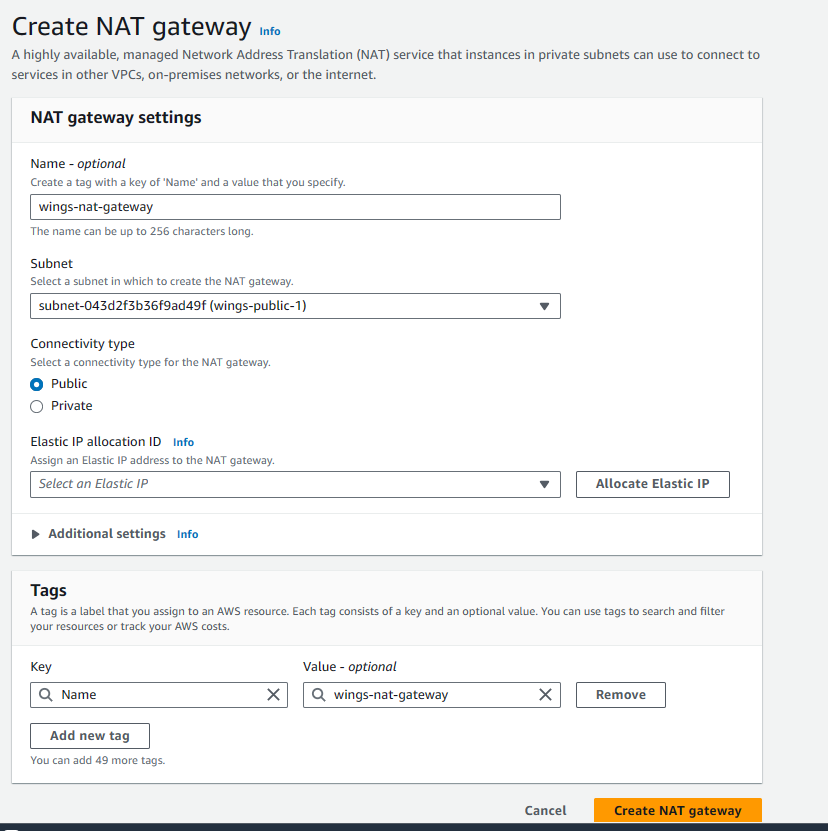 Create NAT gateway Info
A highly available, managed Network Address Translation (NAT) service that instances in private subnets can use to connect to
services in other VPCs, on-premises networks, or the internet.
NAT gateway settings
Name - optional
Create a tag with a key of 'Name' and a value that you specify.
wings-nat-gateway
The name can be up to 256 characters long.
Subnet
Select a subnet in which to create the NAT gateway.
subnet-043d2f3b36f9ad49f (wings-public-1)
Connectivity type
Select a connectivity type for the NAT gateway.
Public
Private
Elastic IP allocation ID Info
Assign an Elastic IP address to the NAT gateway.
Select an Elastic IP Allocate Elastic IP
Additional settings Info
Tags
A tag is a label that you assign to an AWS resource. Each tag consists of a key and an optional value. You can use tags to search and filter
your resources or track your AWS costs.
Key Value - optional
Name wings-nat-gateway Remove
Add new tag
You can add 49 more tags.
Cancel Create NAT gateway